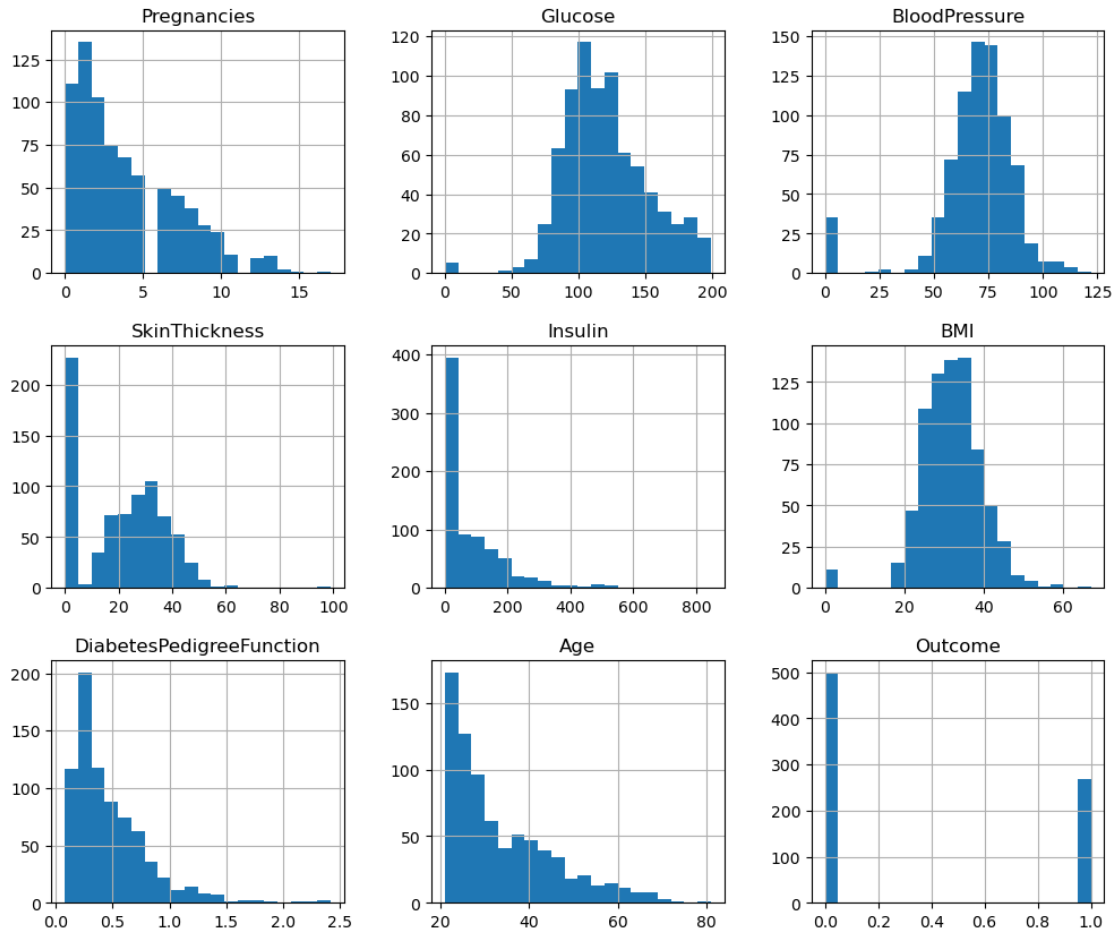 Pregnancies
125
100
75
50
25
0
0 5 10 15
Glucose
120
100
80
60
40
20
0
0 50 100 150 200
BloodPressure
150
125
100
75
50
25
0
0 25 50 75 100 125
SkinThickness
200
150
100
50
0
0 20 40 60 80 100
Insulin
400
300
200
100
0
0 200 400 600 800
BMI
125
100
75
50
25
0
0 20 40 60
DiabetesPedigreeFunction
200
150
100
50
0
0.0 0.5 1.0 1.5 2.0 2.5
Age
150
100
50
0
20 40 60 80
Outcome
500
400
300
200
100
0
0.0 0.2 0.4 0.6 0.8 1.0